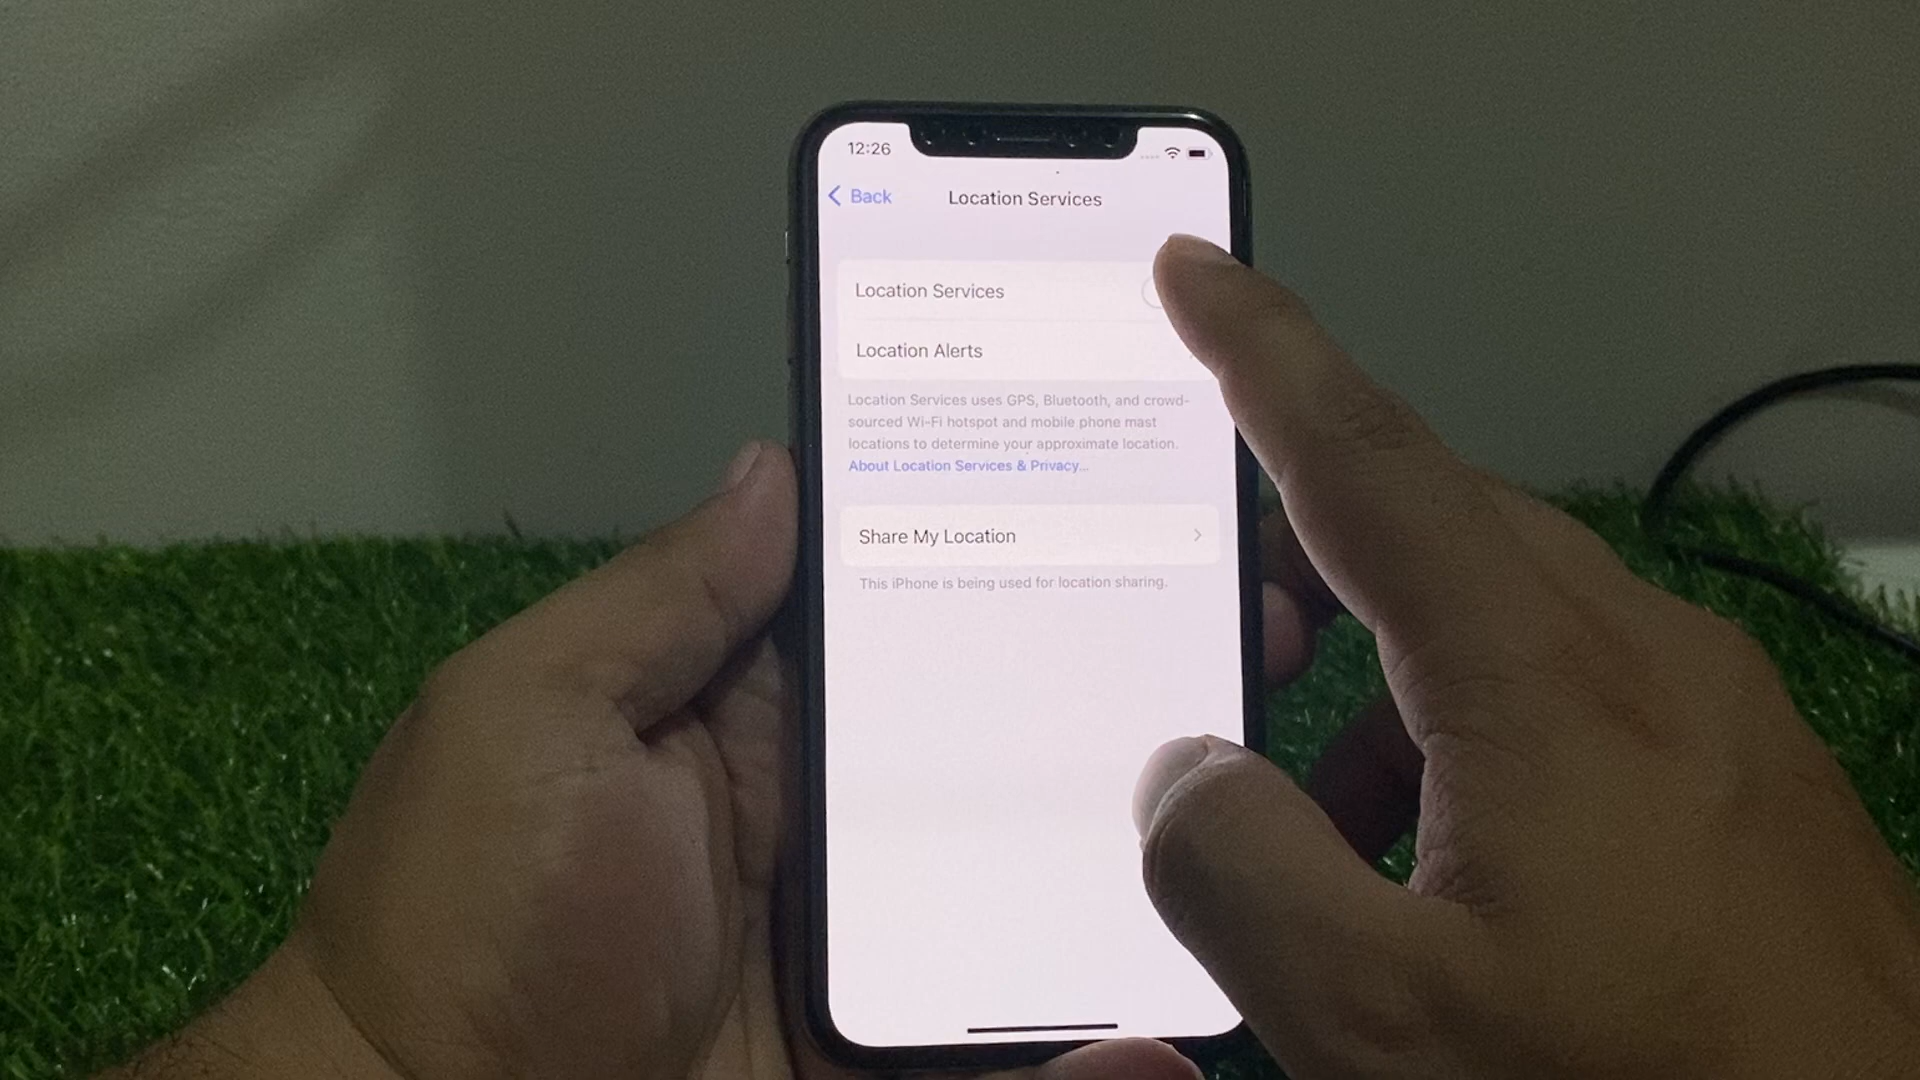 12:26
Back
Location Services
Location Services
Location Alerts
Location Services uses GPS, Bluetooth, and crowd-
sourced Wi-Fi hotspot and mobile phone mast
locations to determine your approximate location.
About Location Services & Privacy...
Share My Location
This iPhone is being used for location sharing.